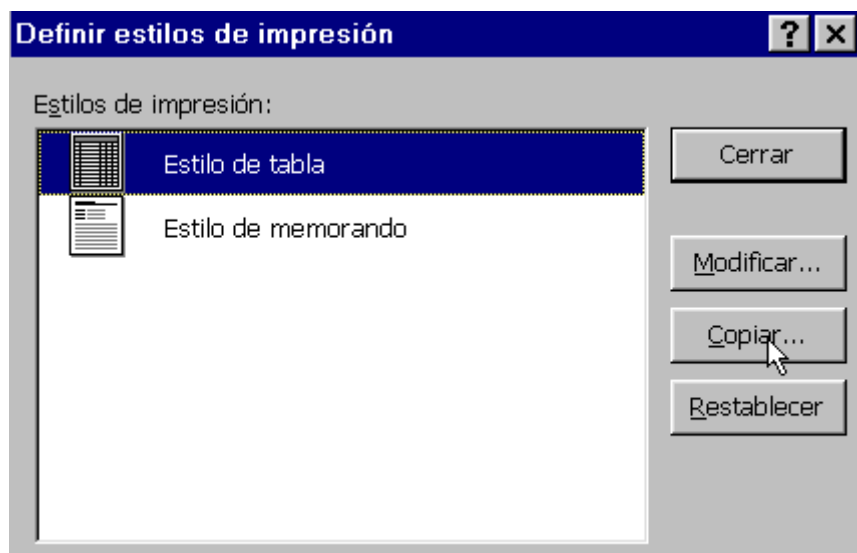 Definir estilos de impresión
Estilos de impresión:
Estilo de tabla
Estilo de memorando
Cerrar
Modificar...
Copiar...
Restablecer